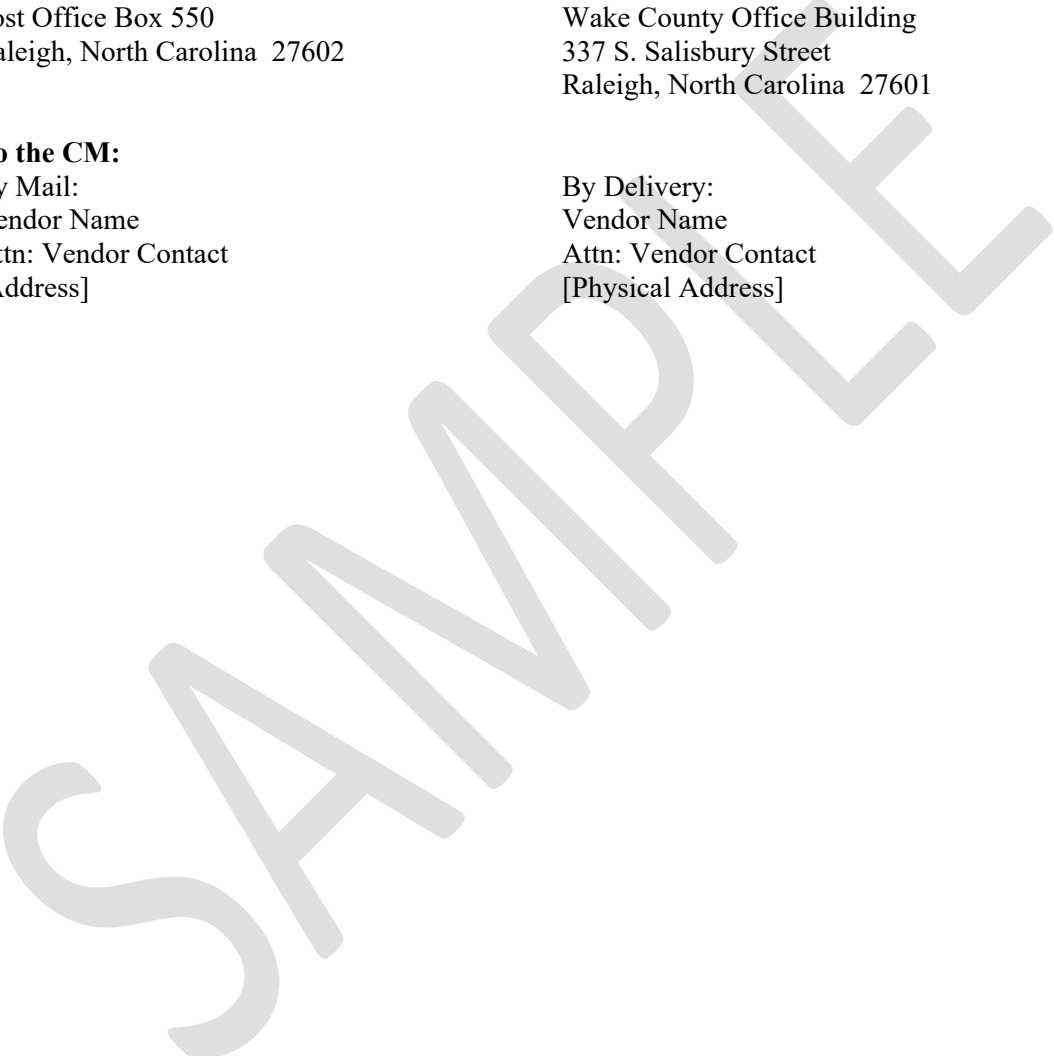 ost Office Box 550
aleigh, North Carolina 27602
Wake County Office Building
337 S. Salisbury Street
Raleigh, North Carolina 27601
o the CM:
y Mail:
endor Name
ttn: Vendor Contact
ddress]
By Delivery:
Vendor Name
Attn: Vendor Contact
[Physical Address]
SAMPLE